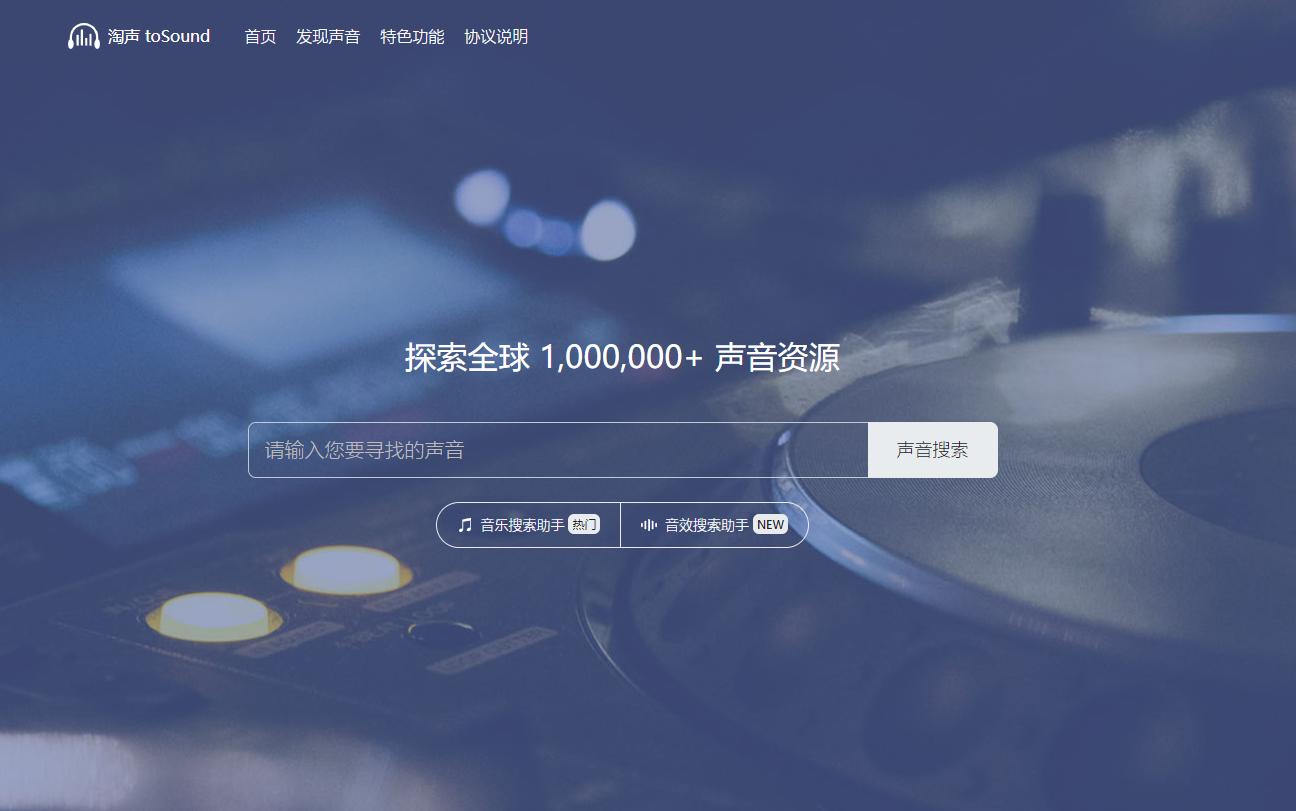 淘声 toSound 首页 发现声音 特色功能 协议说明
探索全球 1,000,000+ 声音资源
请输入您要寻找的声音 声音搜索
音乐搜索助手 热门 音效搜索助手 NEW